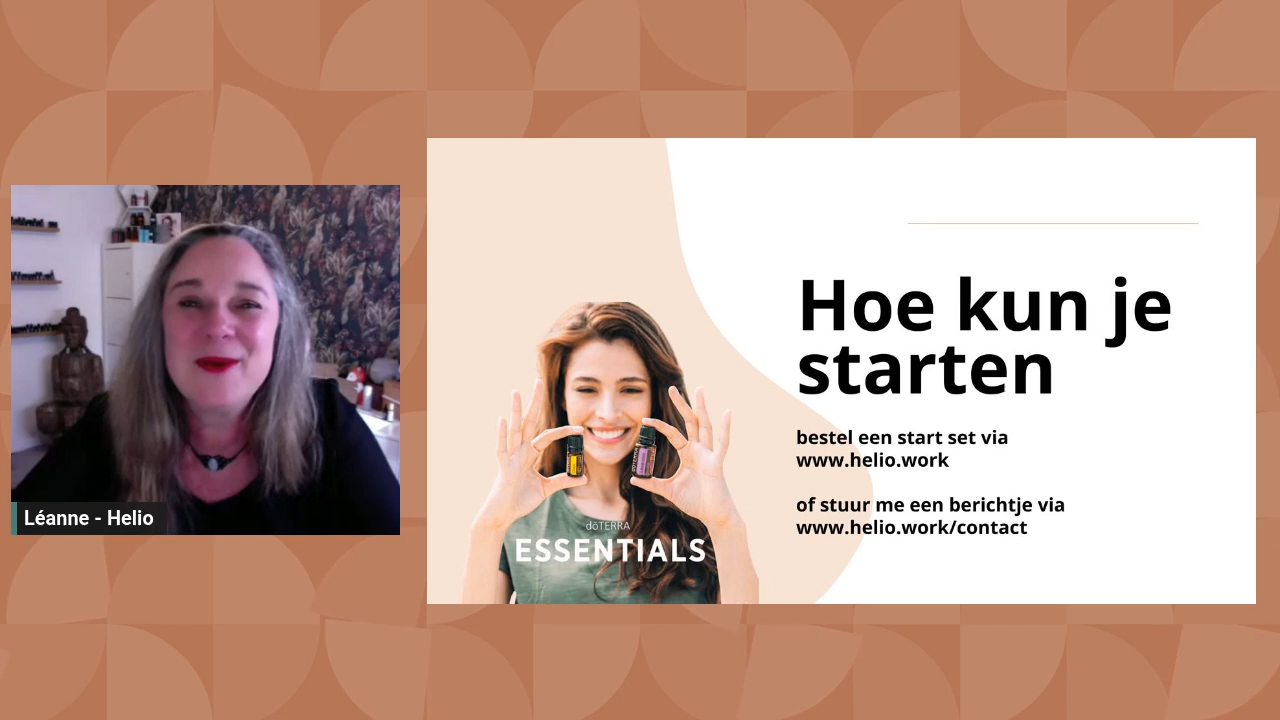 Léanne - Helio
Hoe kun je
starten
bestel een start set via
www.helio.work
of stuur me een berichtje via
www.helio.work/contact
dōTERRA
ESSENTIALS